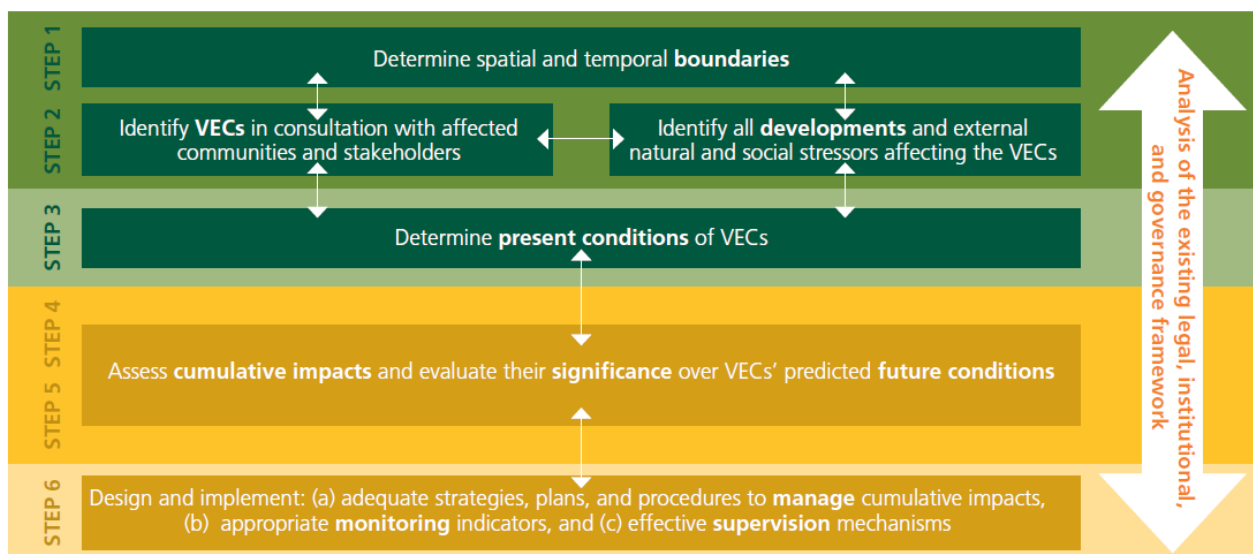 STEP 1
Determine spatial and temporal boundaries
STEP 2
Identify VECs in consultation with affected
communities and stakeholders
Identify all developments and external
natural and social stressors affecting the VECs
STEP 3
Determine present conditions of VECs
STEP 4
STEP 5
Assess cumulative impacts and evaluate their significance over VECs’ predicted future conditions
STEP 6
Design and implement: (a) adequate strategies, plans, and procedures to manage cumulative impacts,
(b) appropriate monitoring indicators, and (c) effective supervision mechanisms
Analysis of the existing legal, institutional,
and governance framework